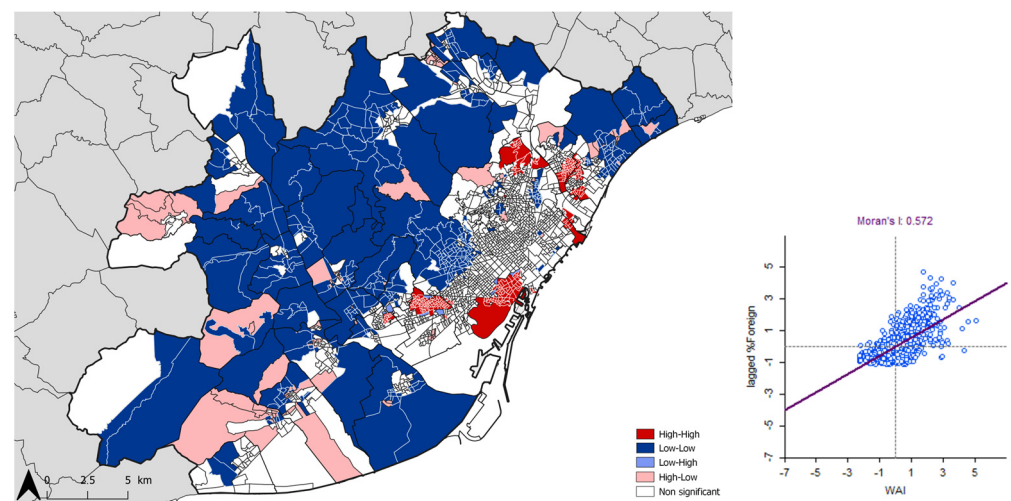 High-High
Low-Low
Low-High
High-Low
Non significant
0 2.5 5 km
Moran's I: 0.572
lagged %Foreign
5
3
1
-1
-3
-5
-7
-7 -5 -3 -1 1 3 5
WAI